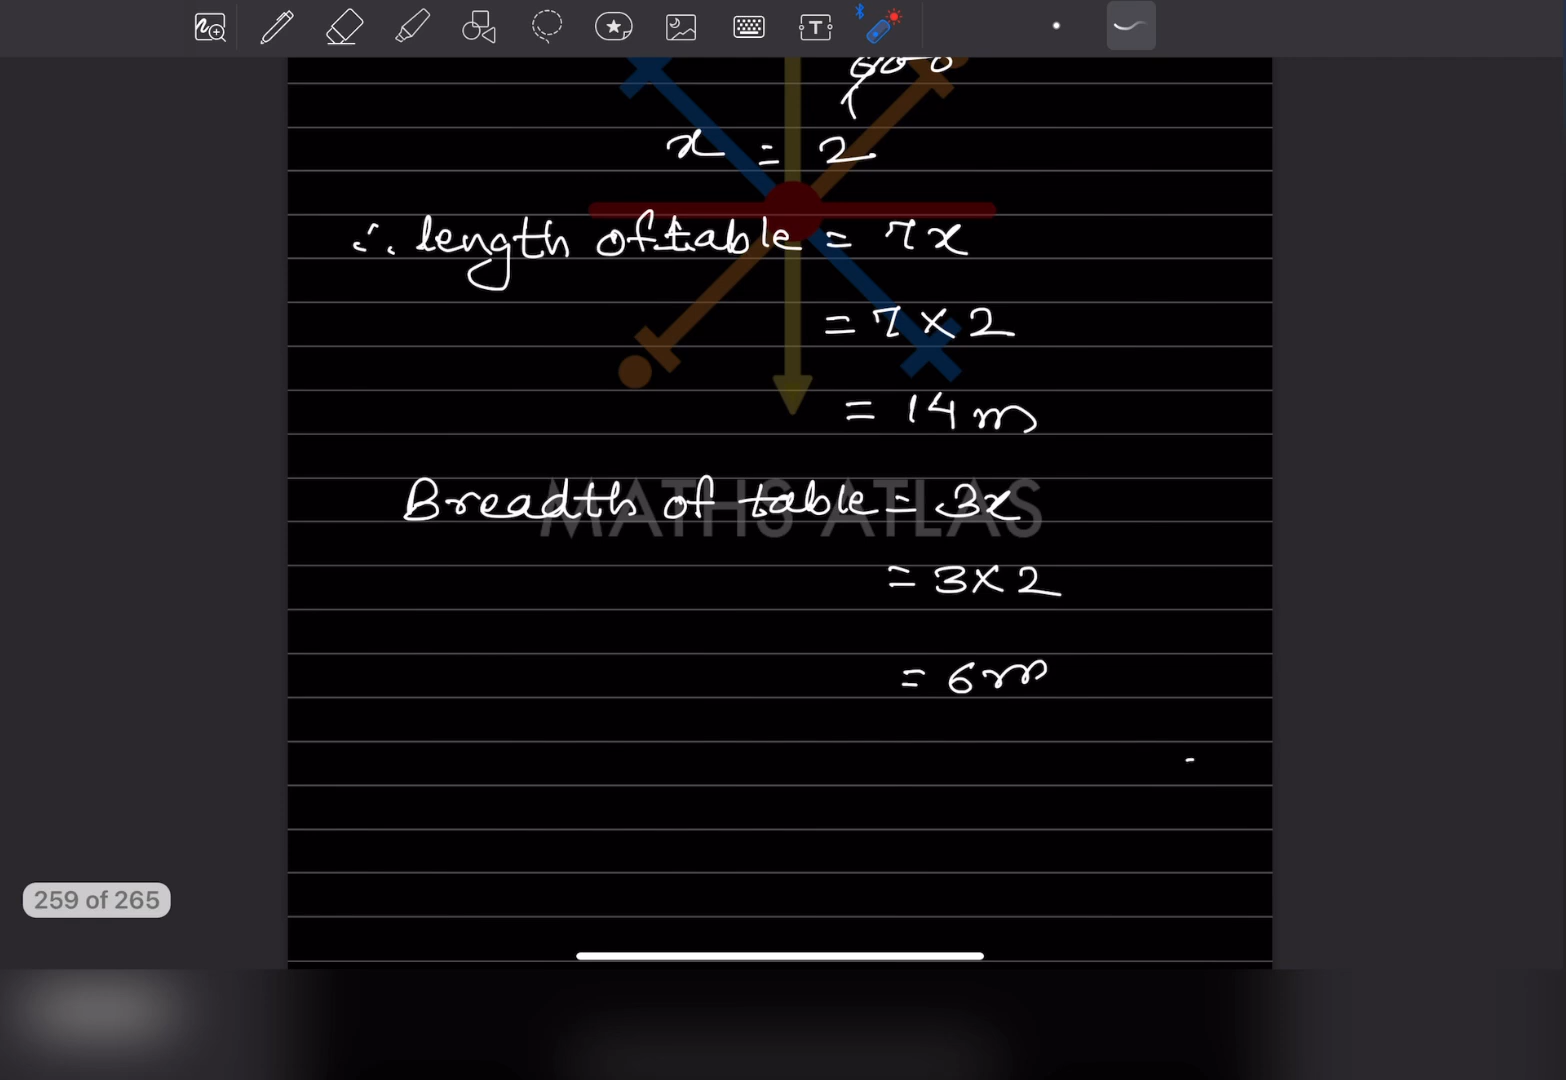 x = 2
∴ length of table = 7x
= 7 × 2
= 14 m
MATHS ATLAS
Breadth of table = 3x
= 3 × 2
= 6 m
259 of 265